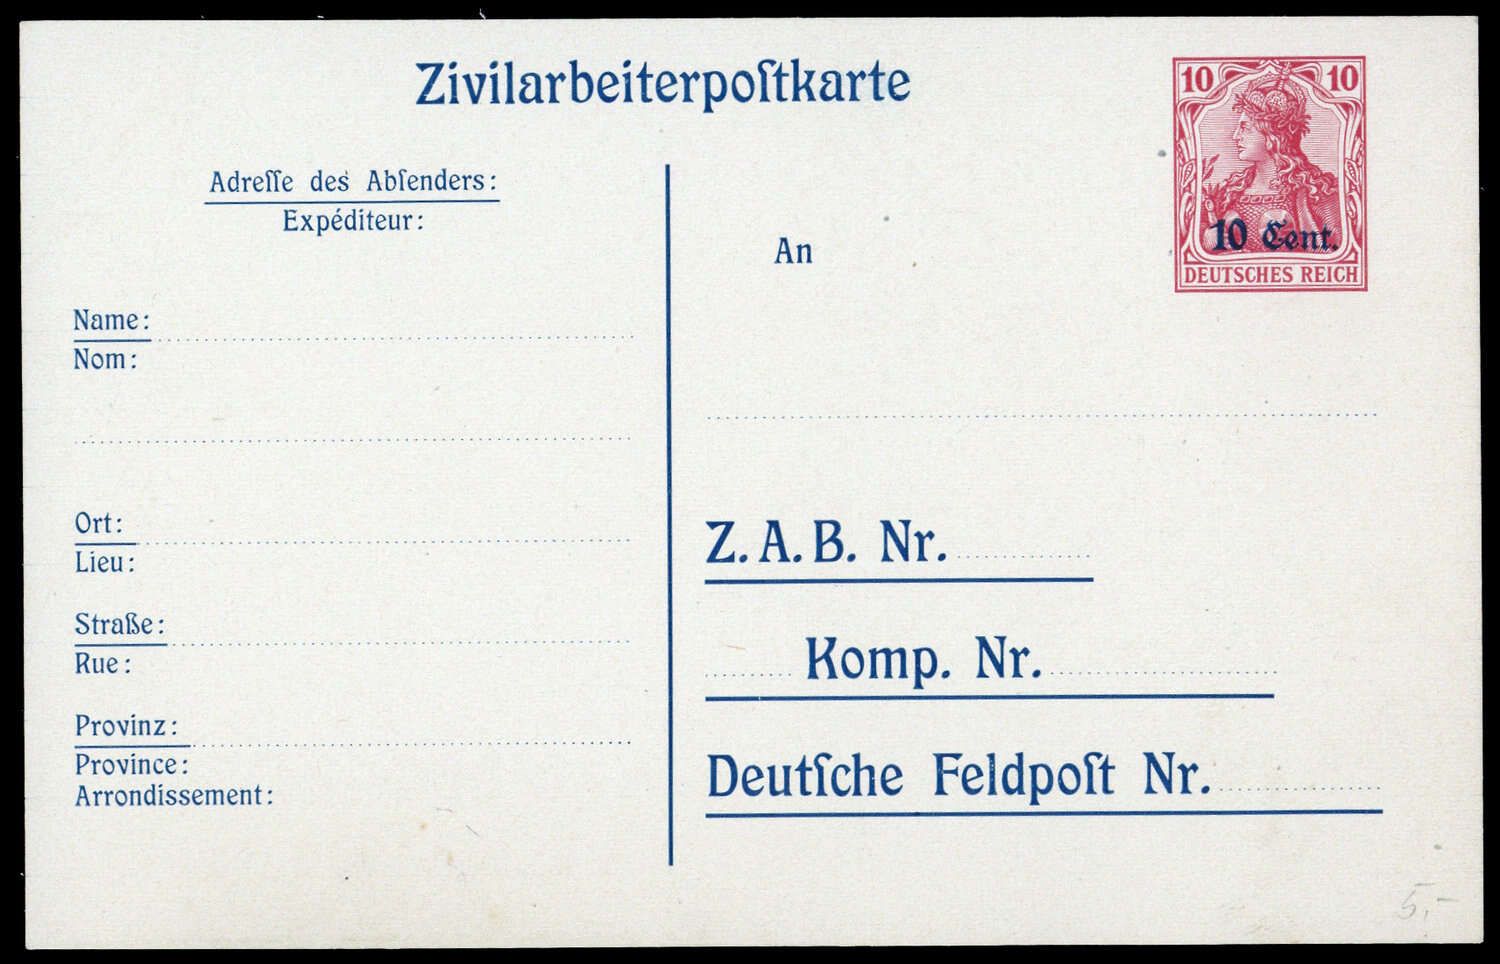 Zivilarbeiterpoſtkarte
Adreſſe des Abſenders:
Expéditeur:
Name:
Nom:
Ort:
Lieu:
Straße:
Rue:
Provinz:
Province:
Arrondissement:
10 10
10 Cent.
DEUTSCHES REICH
An
Z. A. B. Nr.
Komp. Nr.
Deutſche Feldpoſt Nr.
5,-